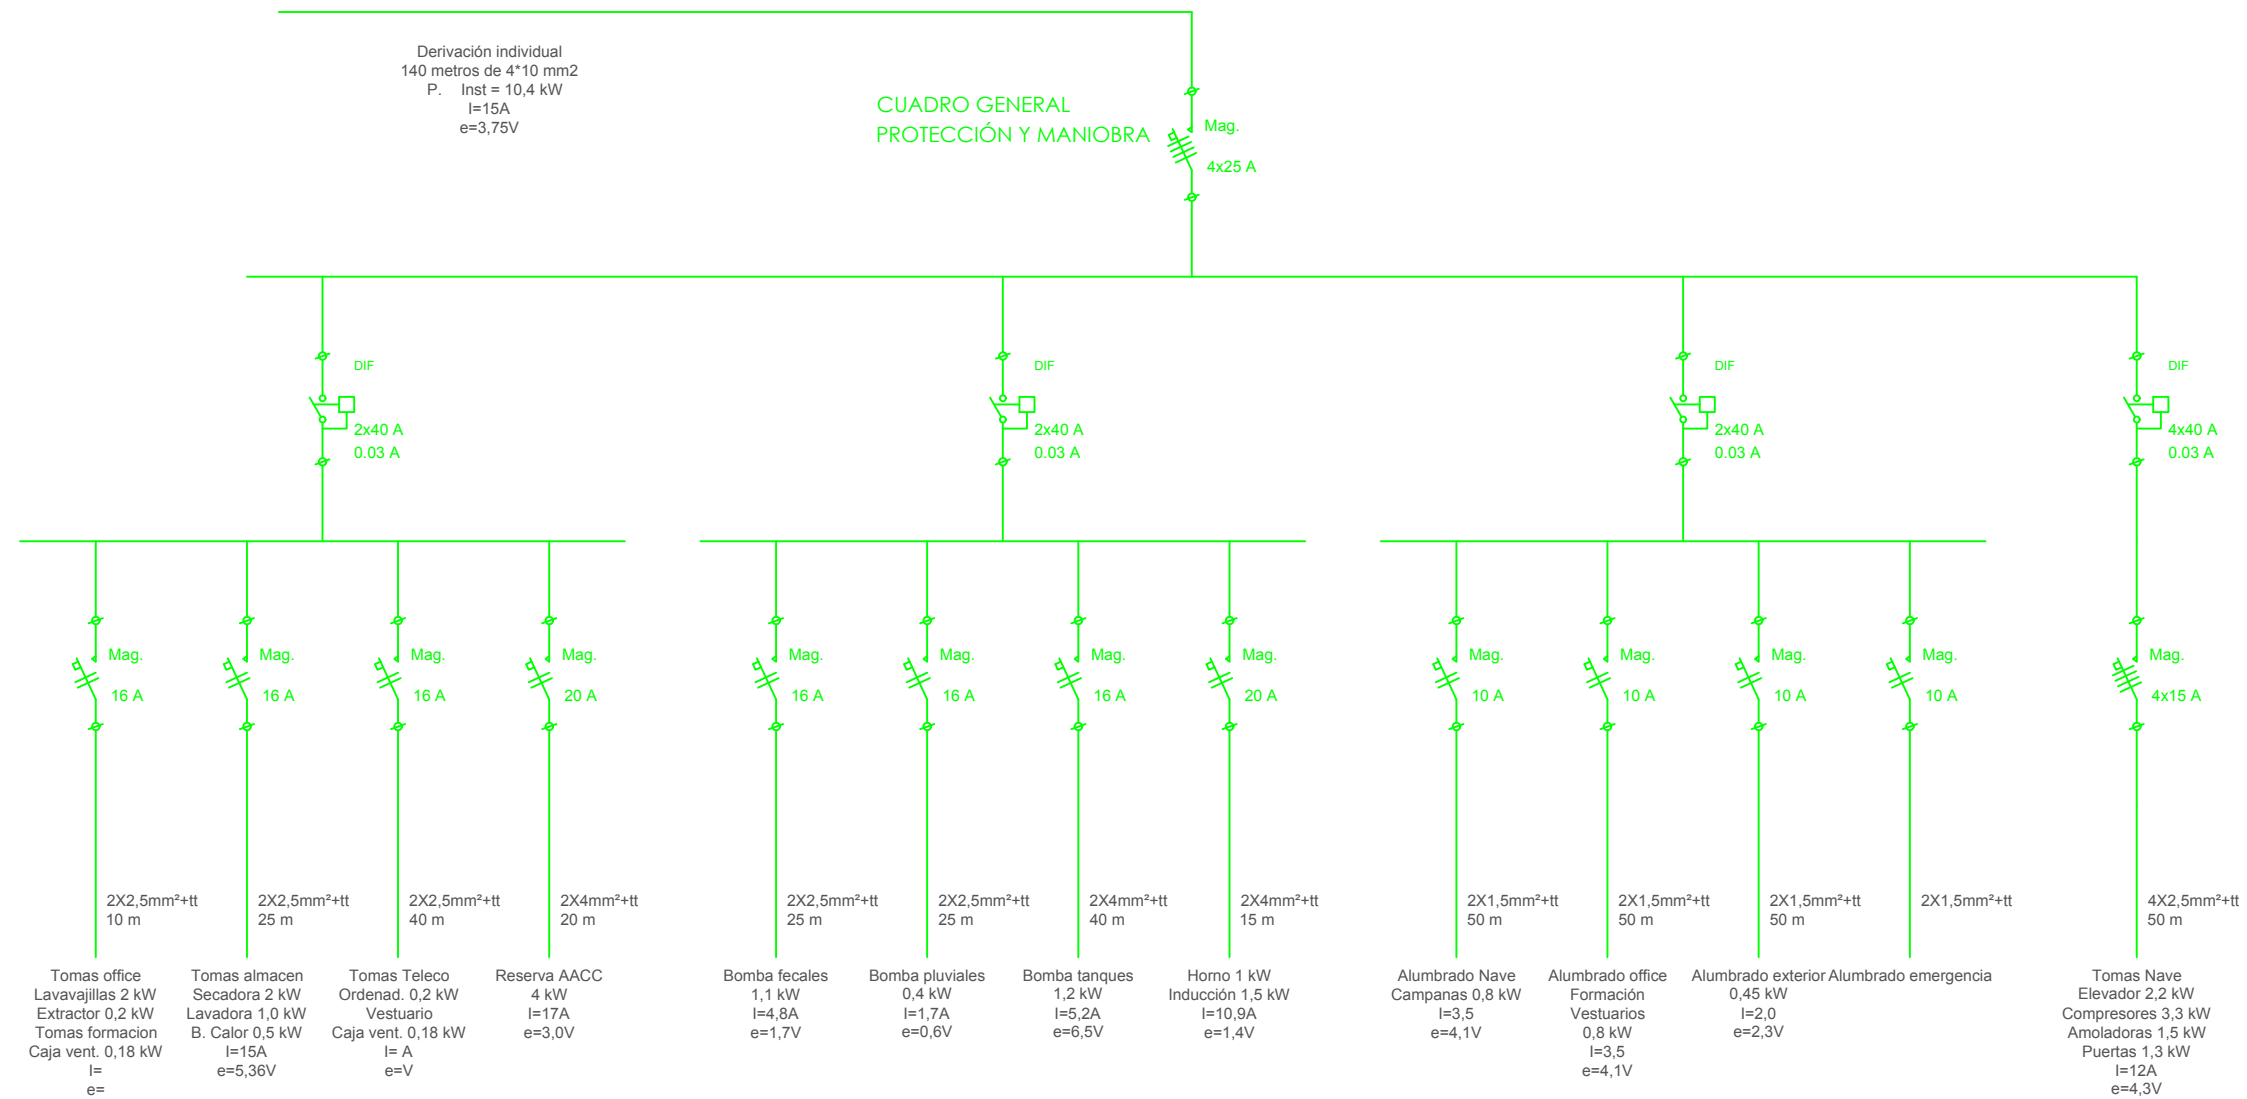 Derivación individual
140 metros de 4*10 mm2
P. Inst = 10,4 kW
I=15A
e=3,75V
CUADRO GENERAL
PROTECCIÓN Y MANIOBRA
Mag.
4x25 A
DIF
2x40 A
0.03 A
DIF
2x40 A
0.03 A
DIF
2x40 A
0.03 A
DIF
4x40 A
0.03 A
Mag.
16 A
Mag.
16 A
Mag.
16 A
Mag.
20 A
Mag.
16 A
Mag.
16 A
Mag.
16 A
Mag.
20 A
Mag.
10 A
Mag.
10 A
Mag.
10 A
Mag.
10 A
Mag.
4x15 A
2X2,5mm²+tt
10 m
2X2,5mm²+tt
25 m
2X2,5mm²+tt
40 m
2X4mm²+tt
20 m
2X2,5mm²+tt
25 m
2X2,5mm²+tt
25 m
2X4mm²+tt
40 m
2X4mm²+tt
15 m
2X1,5mm²+tt
50 m
2X1,5mm²+tt
50 m
2X1,5mm²+tt
50 m
2X1,5mm²+tt
4X2,5mm²+tt
50 m
Tomas office
Lavavajillas 2 kW
Extractor 0,2 kW
Tomas formacion
Caja vent. 0,18 kW
I=
e=
Tomas almacen
Secadora 2 kW
Lavadora 1,0 kW
B. Calor 0,5 kW
I=15A
e=5,36V
Tomas Teleco
Ordenad. 0,2 kW
Vestuario
Caja vent. 0,18 kW
I= A
e=V
Reserva AACC
4 kW
I=17A
e=3,0V
Bomba fecales
1,1 kW
I=4,8A
e=1,7V
Bomba pluviales
0,4 kW
I=1,7A
e=0,6V
Bomba tanques
1,2 kW
I=5,2A
e=6,5V
Horno 1 kW
Inducción 1,5 kW
I=10,9A
e=1,4V
Alumbrado Nave
Campanas 0,8 kW
I=3,5
e=4,1V
Alumbrado office
Formación
Vestuarios
0,8 kW
I=3,5
e=4,1V
Alumbrado exterior
0,45 kW
I=2,0
e=2,3V
Alumbrado emergencia
Tomas Nave
Elevador 2,2 kW
Compresores 3,3 kW
Amoladoras 1,5 kW
Puertas 1,3 kW
I=12A
e=4,3V